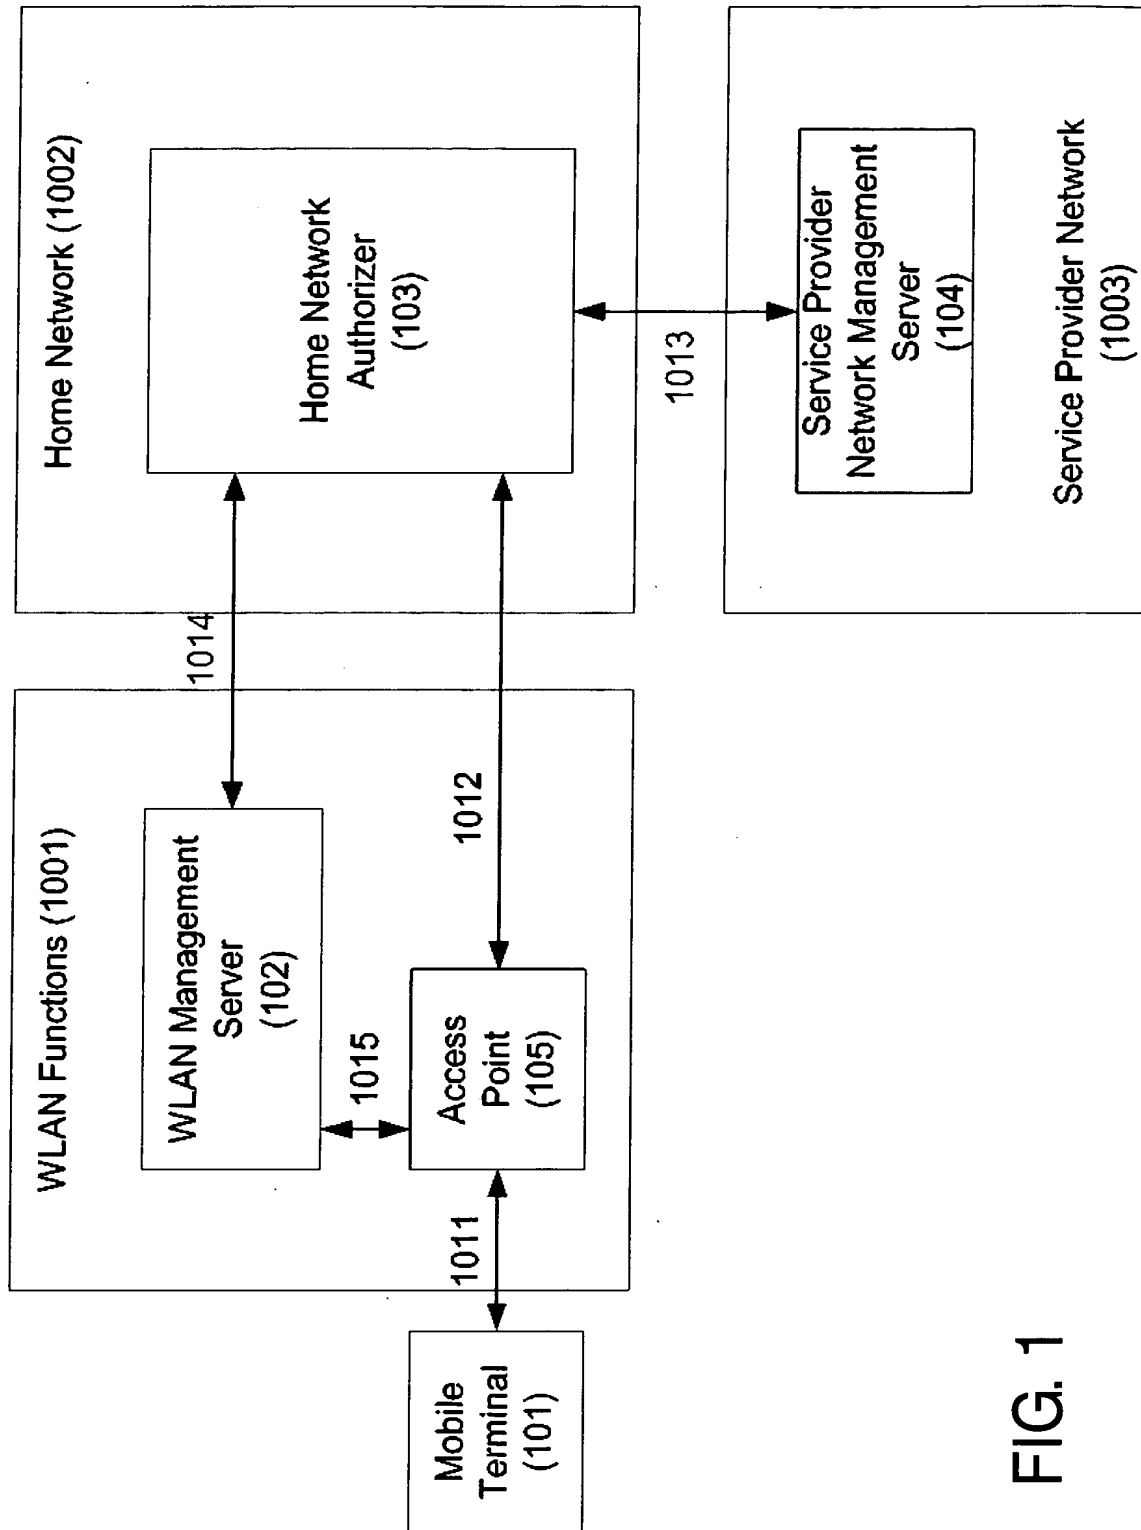 WLAN Functions (1001)
WLAN Management
Server
(102)
1015
Access
Point
(105)
1011
Mobile
Terminal
(101)
1014
1012
Home Network (1002)
Home Network
Authorizer
(103)
1013
Service Provider
Network Management
Server
(104)
Service Provider Network
(1003)
FIG. 1